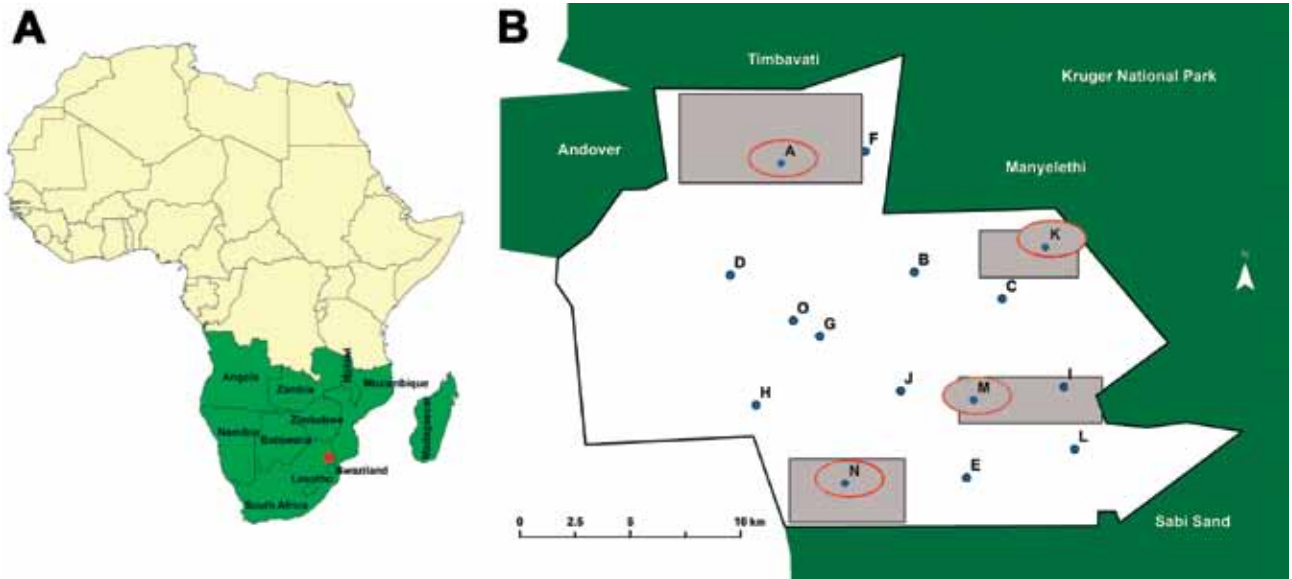 A
B
Timbavati
Kruger National Park
Andover
F
A
Manyelethi
K
D
B
C
O
G
N
Angola
Zambia
Malawi
Mozambique
Zimbabwe
Madagascar
Namibia
Botswana
Swaziland
Lesotho
South Africa
H
J
M
I
L
N
E
0 2.5 5 10 km
Sabi Sand